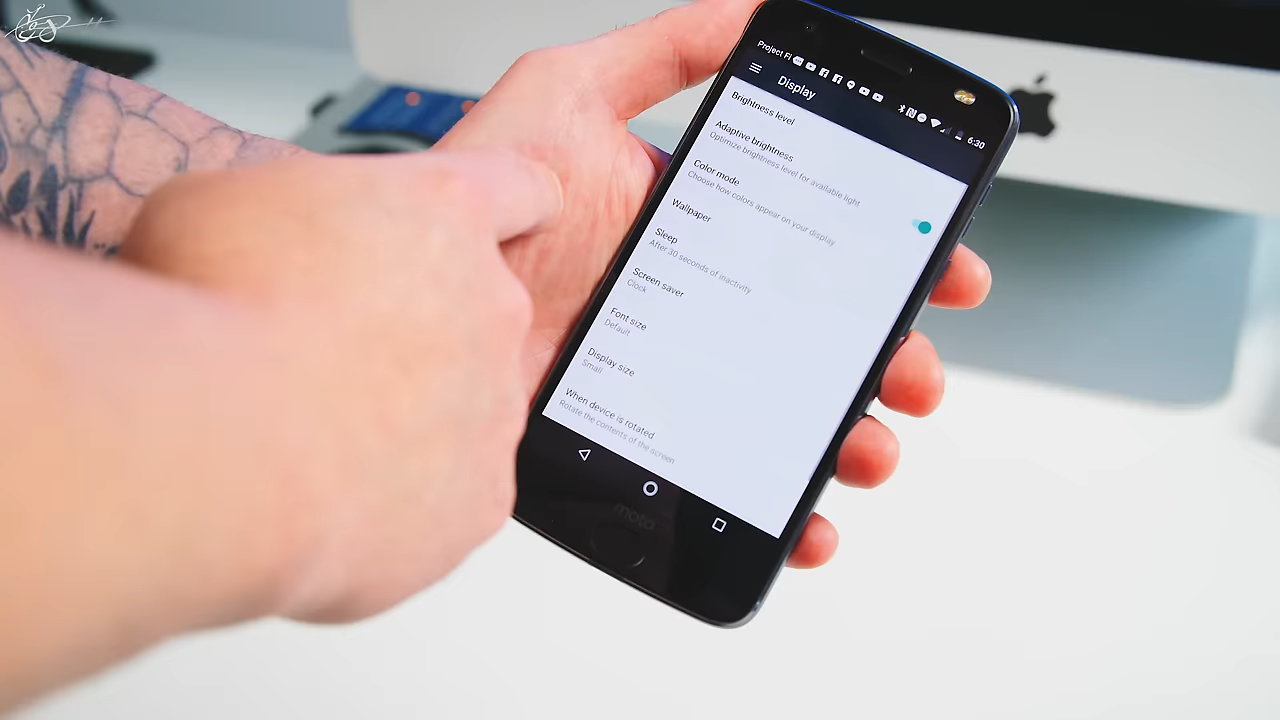 Project Fi
6:30
Display
Brightness level
Adaptive brightness
Optimize brightness level for available light
Color mode
Choose how colors appear on your display
Wallpaper
Sleep
After 30 seconds of inactivity
Screen saver
Clock
Font size
Default
Display size
Small
When device is rotated
Rotate the contents of the screen
moto